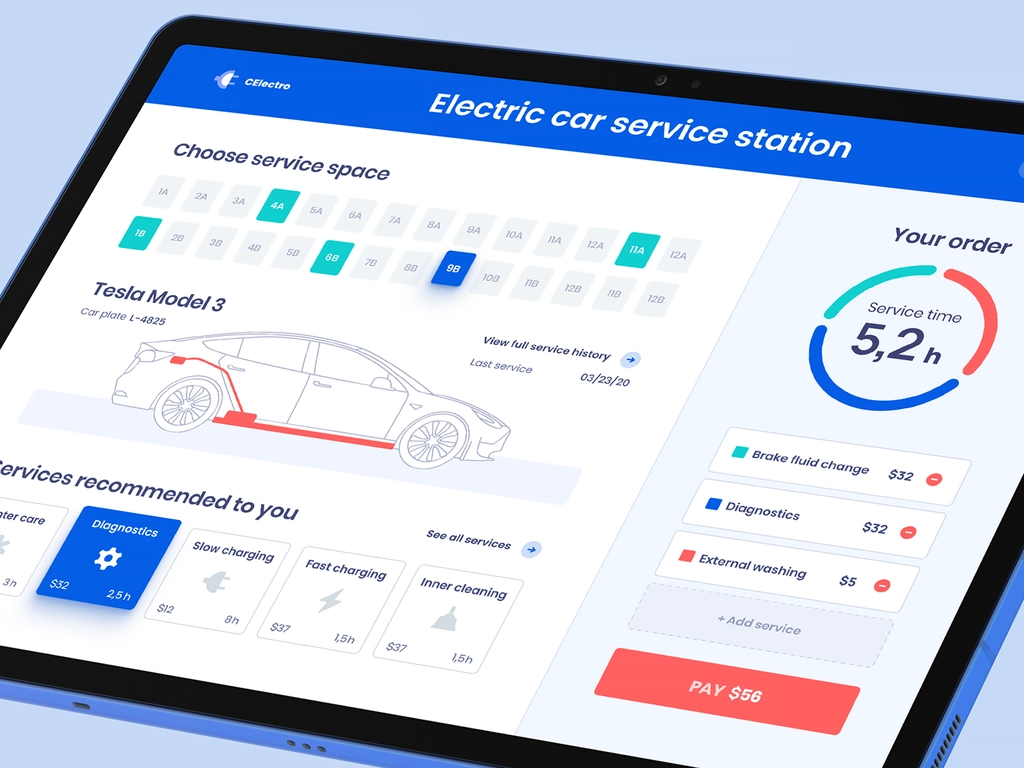 CElectro
Electric car service station
Choose service space
1A 2A 3A 4A 5A 6A 7A 8A 9A 10A 11A 12A 11A 12A
1B 2B 3B 4B 5B 6B 7B 8B 9B 10B 11B 12B 11B 12B
Tesla Model 3
Car plate L-4825
View full service history
Last service 03/23/20
Services recommended to you
See all services
nter care
3h
Diagnostics
$32 2,5h
Slow charging
$12 8h
Fast charging
$37 1,5h
Inner cleaning
$37 1,5h
Your order
Service time
5,2 h
Brake fluid change $32
Diagnostics $32
External washing $5
+ Add service
PAY $56